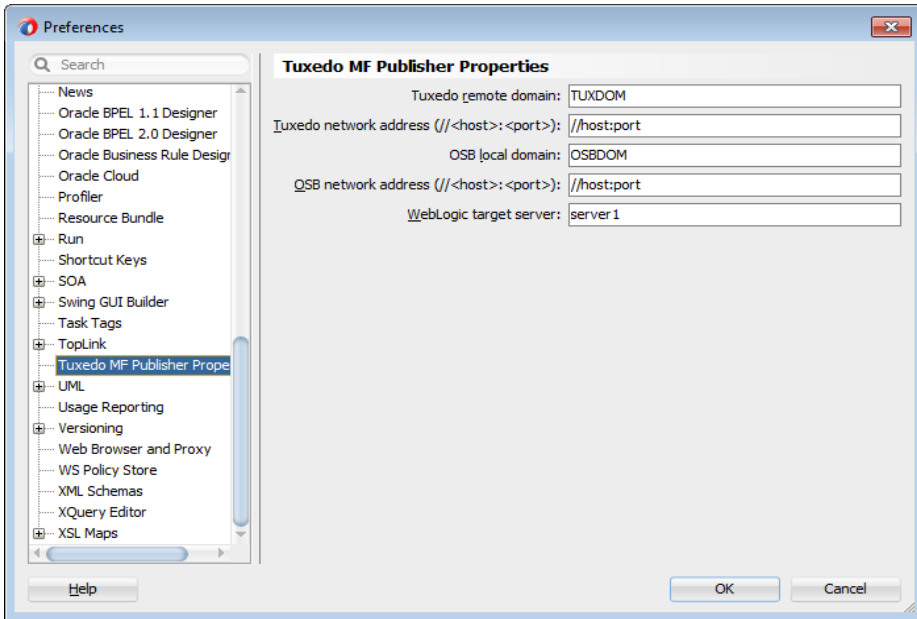 Preferences
Search
News
Oracle BPEL 1.1 Designer
Oracle BPEL 2.0 Designer
Oracle Business Rule Desigr
Oracle Cloud
Profiler
Resource Bundle
Run
Shortcut Keys
SOA
Swing GUI Builder
Task Tags
TopLink
Tuxedo MF Publisher Prope
UML
Usage Reporting
Versioning
Web Browser and Proxy
WS Policy Store
XML Schemas
XQuery Editor
XSL Maps
Tuxedo MF Publisher Properties
Tuxedo remote domain: TUXDOM
Tuxedo network address (//<host>:<port>): //host:port
OSB local domain: OSBDOM
OSB network address (//<host>:<port>): //host:port
WebLogic target server: server1
Help OK Cancel